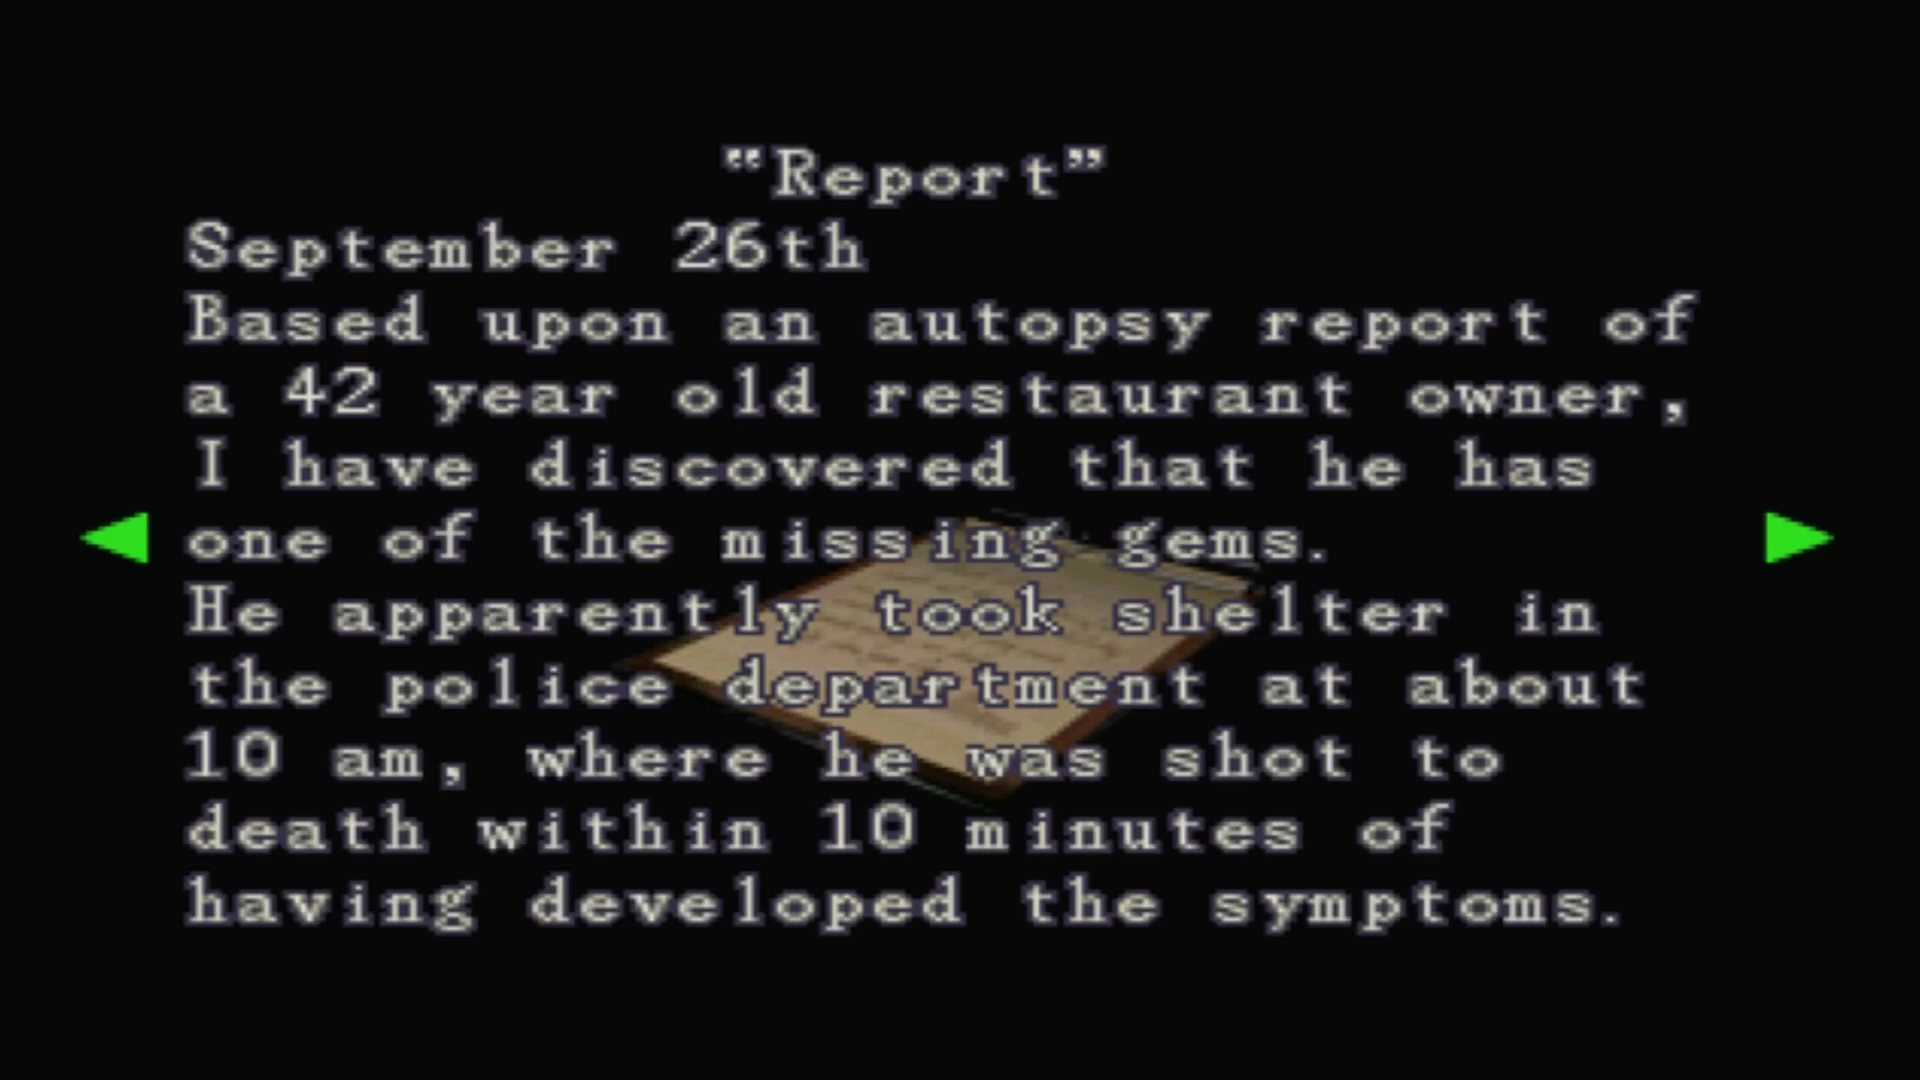 “Report”
September 26th
Based upon an autopsy report of
a 42 year old restaurant owner,
I have discovered that he has
one of the missing gems.
He apparently took shelter in
the police department at about
10 am, where he was shot to
death within 10 minutes of
having developed the symptoms.